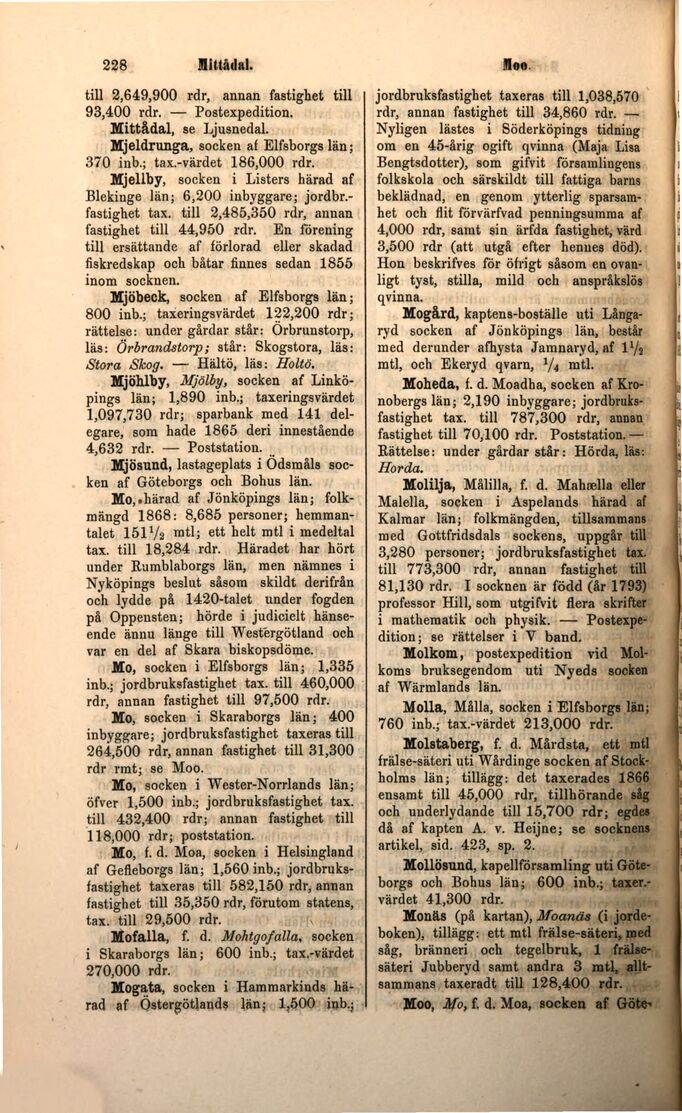 228 Mittådal. Moo.
till 2,649,900 rdr, annan fastighet till
93,400 rdr. — Postexpedition.
Mittådal, se Ljusnedal.
Mjeldrunga, socken af Elfsborgs län;
370 inb.; tax.-värdet 186,000 rdr.
Mjellby, socken i Listers härad af
Blekinge län; 6,200 inbyggare; jordbr.-
fastighet tax. till 2,485,350 rdr, annan
fastighet till 44,950 rdr. En förening
till ersättande af förlorad eller skadad
fiskredskap och båtar finnes sedan 1855
inom socknen.
Mjöbeck, socken af Elfsborgs län;
800 inb.; taxeringsvärdet 122,200 rdr;
rättelse: under gårdar står: Örbrunstorp,
läs: Örbrandstorp; står: Skogstora, läs:
Stora Skog. — Hältö, läs: Holtö.
Mjöhlby, Mjölby, socken af Linkö-
pings län; 1,890 inb.; taxeringsvärdet
1,097,730 rdr; sparbank med 141 del-
egare, som hade 1865 deri innestående
4,632 rdr. — Poststation.
Mjösund, lastageplats i Ödsmåls soc-
ken af Göteborgs och Bohus län.
Mo, härad af Jönköpings län; folk-
mängd 1868: 8,685 personer; hemman-
talet 151½ mtl; ett helt mtl i medeltal
tax. till 18,284 rdr. Häradet har hört
under Rumblaborgs län, men nämnes i
Nyköpings beslut såsom skildt derifrån
och lydde på 1420-talet under fogden
på Oppensten; hörde i judicielt hänse-
ende ännu länge till Westergötland och
var en del af Skara biskopsdöme.
Mo, socken i Elfsborgs län; 1,335
inb.; jordbruksfastighet tax. till 460,000
rdr, annan fastighet till 97,500 rdr.
Mo, socken i Skaraborgs län; 400
inbyggare; jordbruksfastighet taxeras till
264,500 rdr, annan fastighet till 31,300
rdr rmt; se Moo.
Mo, socken i Wester-Norrlands län;
öfver 1,500 inb.; jordbruksfastighet tax.
till 432,400 rdr; annan fastighet till
118,000 rdr; poststation.
Mo, f. d. Moa, socken i Helsingland
af Gefleborgs län; 1,560 inb.; jordbruks-
fastighet taxeras till 582,150 rdr, annan
fastighet till 35,350 rdr, förutom statens,
tax. till 29,500 rdr.
Mofalla, f. d. Mohtgofalla, socken
i Skaraborgs län; 600 inb.; tax.-värdet
270,000 rdr.
Mogata, socken i Hammarkinds hä-
rad af Östergötlands län; 1,500 inb.;
jordbruksfastighet taxeras till 1,038,570
rdr, annan fastighet till 34,860 rdr. —
Nyligen lästes i Söderköpings tidning
om en 45-årig ogift qvinna (Maja Lisa
Bengtsdotter), som gifvit församlingens
folkskola och särskildt till fattiga barns
beklädnad, en genom ytterlig sparsam-
het och flit förvärfvad penningsumma af
4,000 rdr, samt sin ärfda fastighet, värd
3,500 rdr (att utgå efter hennes död).
Hon beskrifves för öfrigt såsom en ovan-
ligt tyst, stilla, mild och anspråkslös
qvinna.
Mogård, kaptens-boställe uti Långa-
ryd socken af Jönköpings län, består
med derunder afhysta Jamnaryd, af 1½
mtl, och Ekeryd qvarn, ¼ mtl.
Moheda, f. d. Moadha, socken af Kro-
nobergs län; 2,190 inbyggare; jordbruks-
fastighet tax. till 787,300 rdr, annan
fastighet till 70,100 rdr. Poststation. —
Rättelse: under gårdar står: Hörda, läs:
Horda.
Molilja, Målilla, f. d. Mahælla eller
Malella, socken i Aspelands härad af
Kalmar län; folkmängden, tillsammans
med Gottfridsdals sockens, uppgår till
3,280 personer; jordbruksfastighet tax.
till 773,300 rdr, annan fastighet till
81,130 rdr. I socknen är född (år 1793)
professor Hill, som utgifvit flera skrifter
i mathematik och physik. — Postexpe-
dition; se rättelser i V band.
Molkom, postexpedition vid Mol-
koms bruksegendom uti Nyeds socken
af Wärmlands län.
Molla, Målla, socken i Elfsborgs län;
760 inb.; tax.-värdet 213,000 rdr.
Molstaberg, f. d. Mårdsta, ett mtl
frälse-säteri uti Wårdinge socken af Stock-
holms län; tillägg: det taxerades 1866
ensamt till 45,000 rdr, tillhörande såg
och underlydande till 15,700 rdr; egdes
då af kapten A. v. Heijne; se socknens
artikel, sid. 423, sp. 2.
Mollösund, kapellförsamling uti Göte-
borgs och Bohus län; 600 inb.; taxer.-
värdet 41,300 rdr.
Monäs (på kartan), Moanäs (i jorde-
boken), tillägg: ett mtl frälse-säteri, med
såg, bränneri och tegelbruk, 1 frälse-
säteri Jubberyd samt andra 3 mtl, allt-
sammans taxeradt till 128,400 rdr.
Moo, Mo, f. d. Moa, socken af Göte-